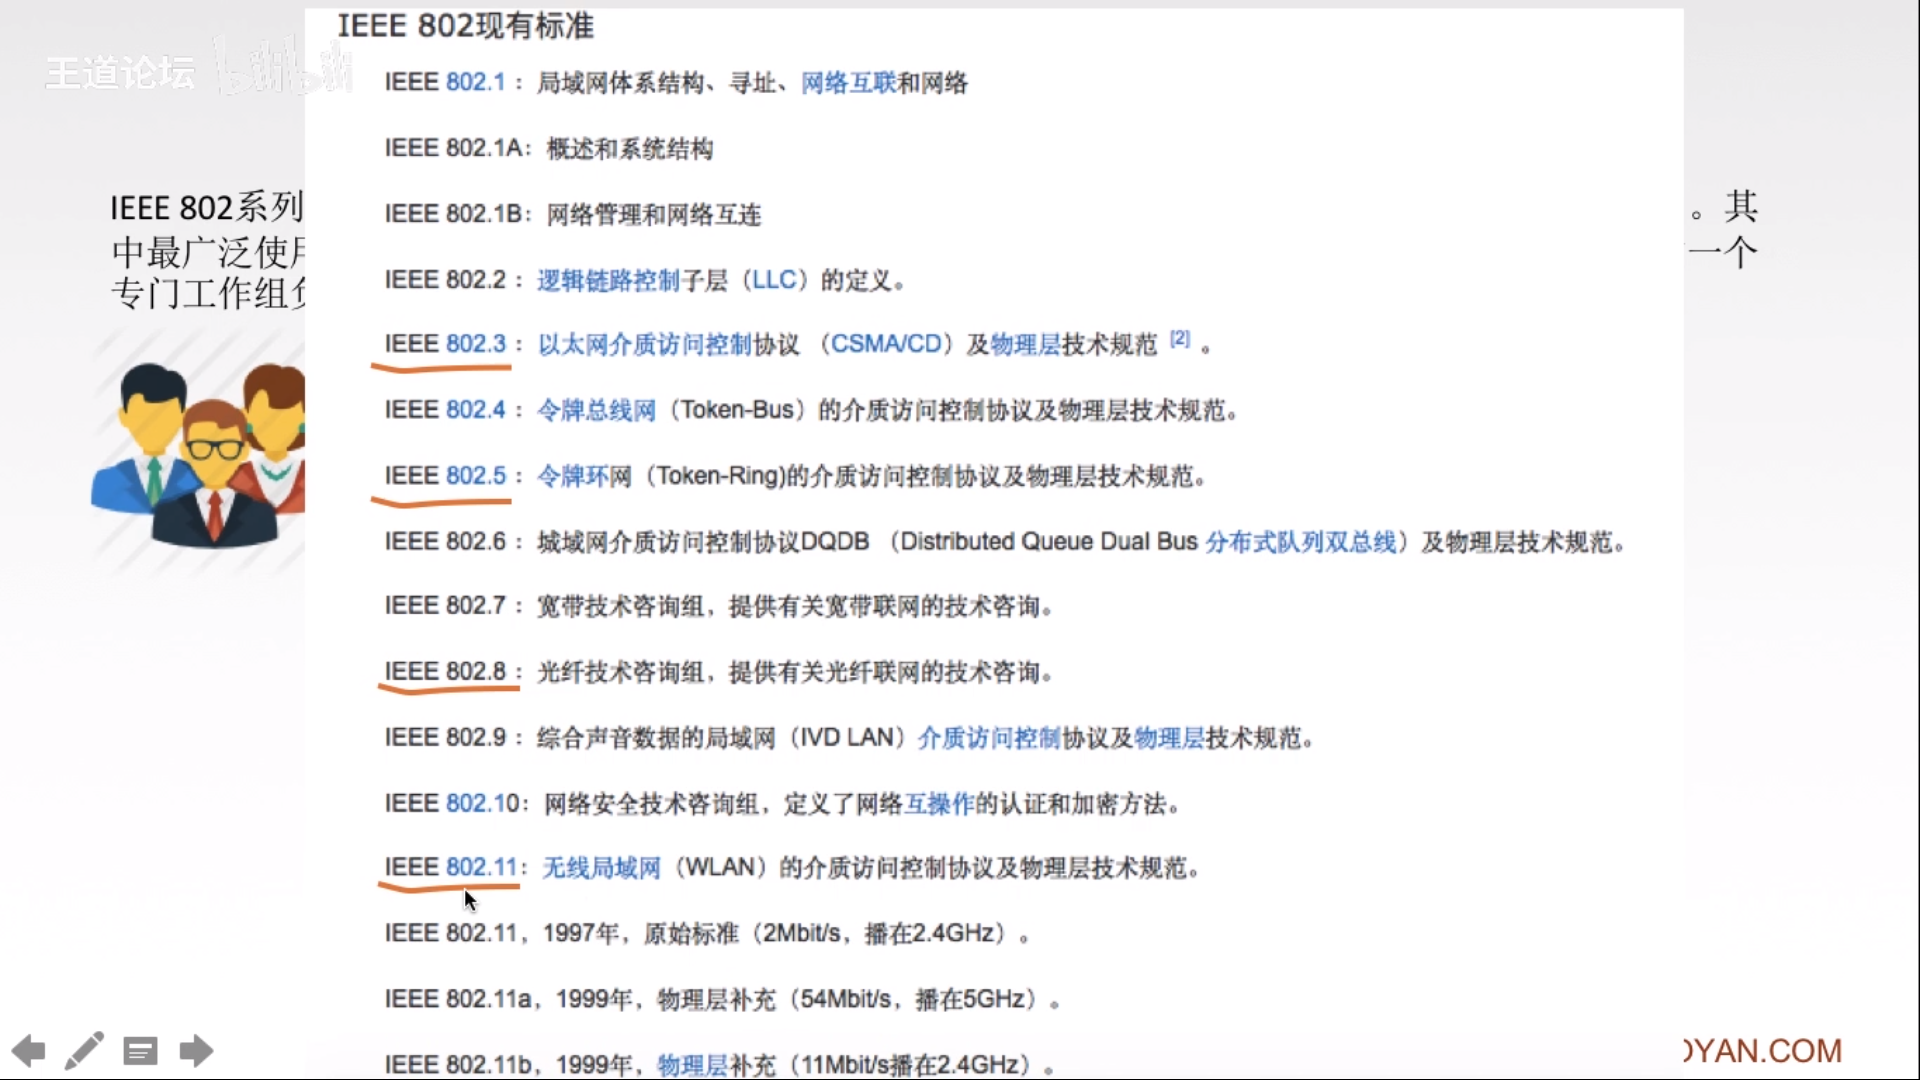 IEEE 802现有标准
王道论坛 bilibili
IEEE 802.1：局域网体系结构、寻址、网络互联和网络
IEEE 802.1A：概述和系统结构
IEEE 802系列
。其
IEEE 802.1B：网络管理和网络互连
中最广泛使用
一个
IEEE 802.2：逻辑链路控制子层（LLC）的定义。
专门工作组负
IEEE 802.3：以太网介质访问控制协议 （CSMA/CD）及物理层技术规范 [2] 。
IEEE 802.4：令牌总线网（Token-Bus）的介质访问控制协议及物理层技术规范。
IEEE 802.5：令牌环网（Token-Ring)的介质访问控制协议及物理层技术规范。
IEEE 802.6：城域网介质访问控制协议DQDB （Distributed Queue Dual Bus 分布式队列双总线）及物理层技术规范。
IEEE 802.7：宽带技术咨询组，提供有关宽带联网的技术咨询。
IEEE 802.8：光纤技术咨询组，提供有关光纤联网的技术咨询。
IEEE 802.9：综合声音数据的局域网（IVD LAN）介质访问控制协议及物理层技术规范。
IEEE 802.10：网络安全技术咨询组，定义了网络互操作的认证和加密方法。
IEEE 802.11：无线局域网（WLAN）的介质访问控制协议及物理层技术规范。
IEEE 802.11，1997年，原始标准（2Mbit/s，播在2.4GHz）。
IEEE 802.11a，1999年，物理层补充（54Mbit/s，播在5GHz）。
IEEE 802.11b，1999年，物理层补充（11Mbit/s播在2.4GHz）。
OYAN.COM